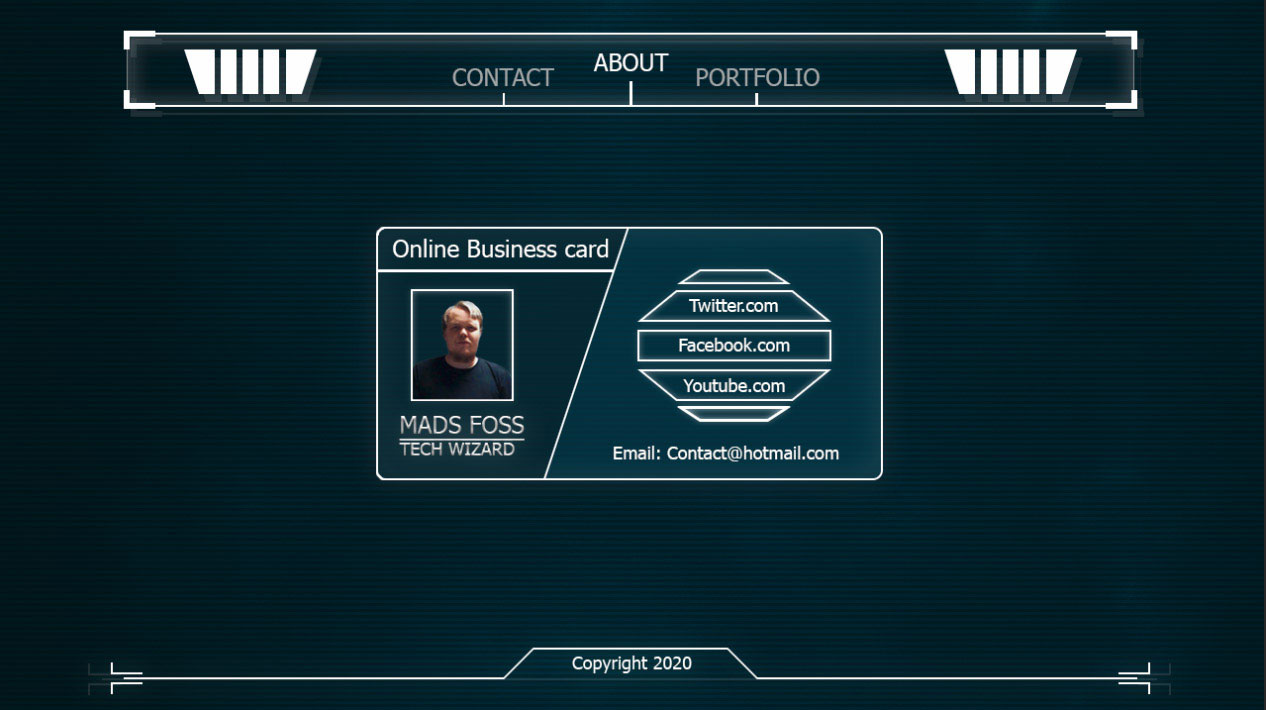 CONTACT
ABOUT
PORTFOLIO
Online Business card
MADS FOSS
TECH WIZARD
Twitter.com
Facebook.com
Youtube.com
Email: Contact@hotmail.com
Copyright 2020